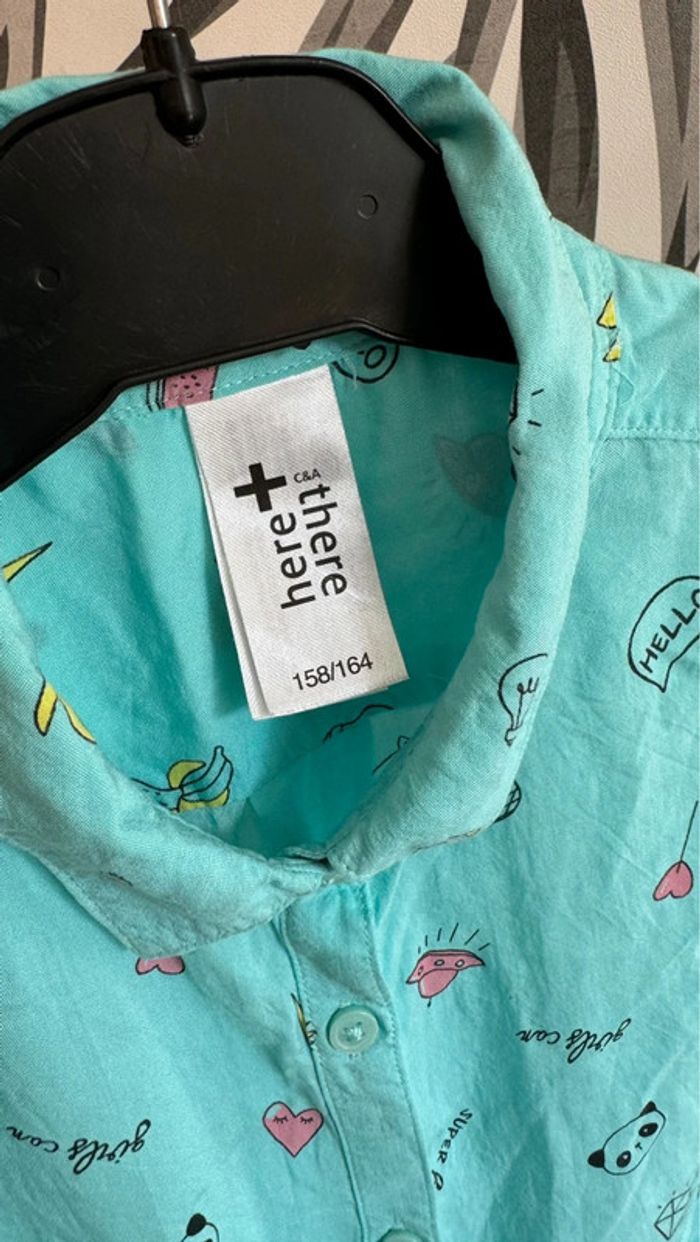 C&A
here + there
158/164
HELLO
girls can
girls can
SUPER